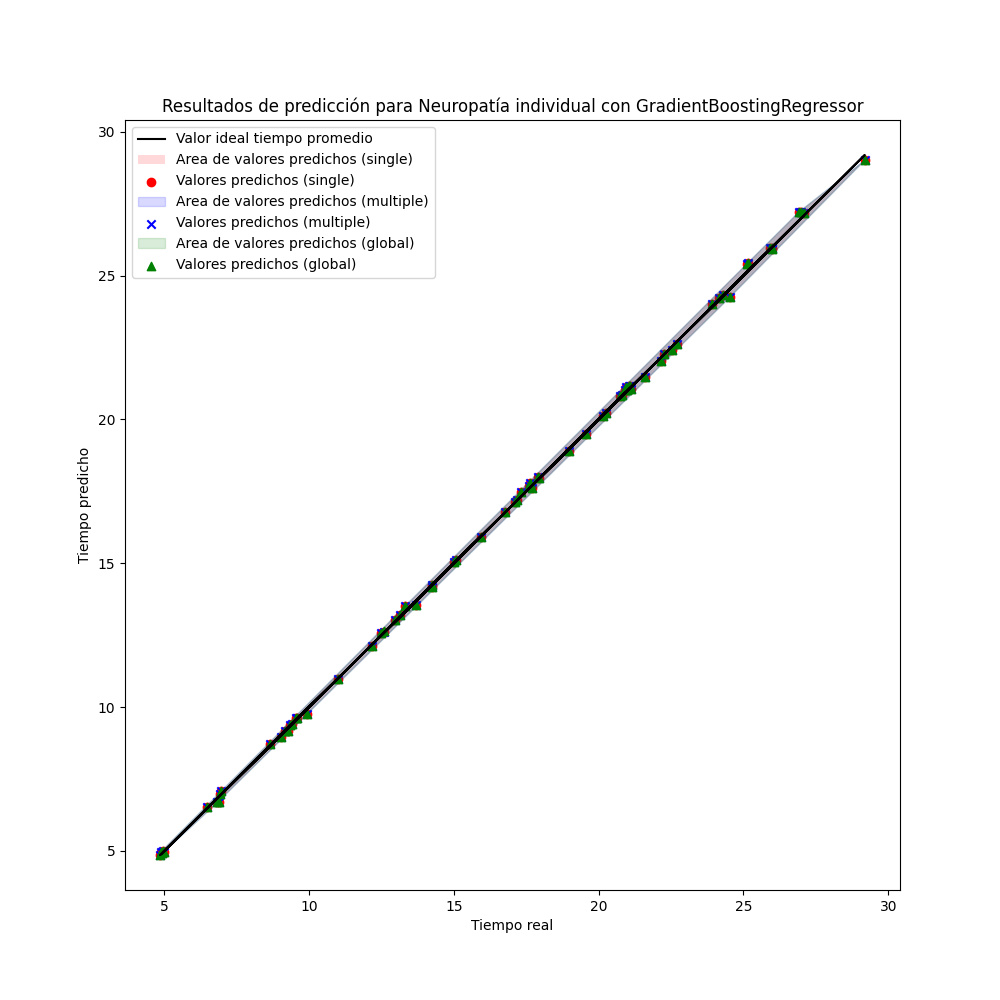 Resultados de predicción para Neuropatía individual con GradientBoostingRegressor
Valor ideal tiempo promedio
Area de valores predichos (single)
Valores predichos (single)
Area de valores predichos (multiple)
Valores predichos (multiple)
Area de valores predichos (global)
Valores predichos (global)
30
25
20
15
10
5
Tiempo predicho
5 10 15 20 25 30
Tiempo real